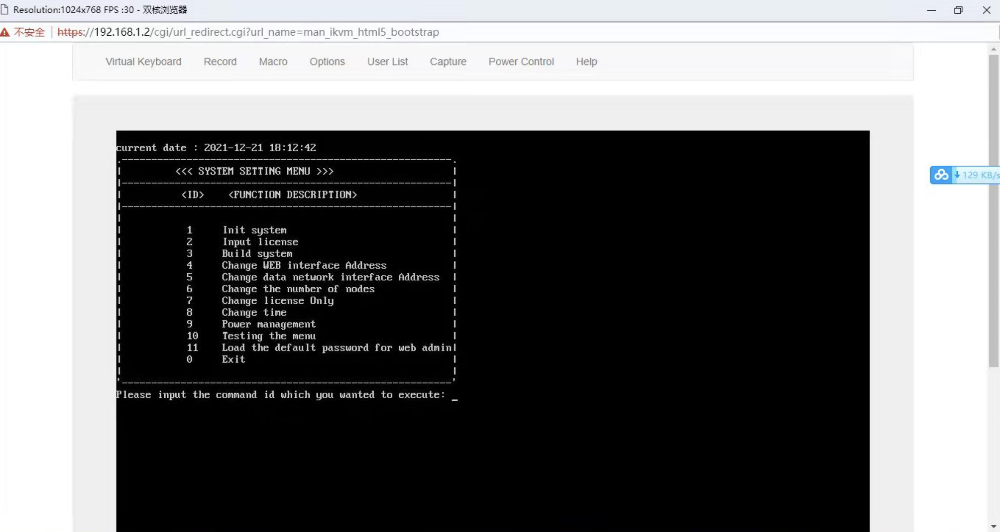 Resolution:1024x768 FPS :30 - 双核浏览器
不安全 https://192.168.1.2/cgi/url_redirect.cgi?url_name=man_ikvm_html5_bootstrap
Virtual Keyboard Record Macro Options User List Capture Power Control Help
current date : 2021-12-21 18:12:42
<<< SYSTEM SETTING MENU >>>
<ID> <FUNCTION DESCRIPTION>
1 Init system
2 Input license
3 Build system
4 Change WEB interface Address
5 Change data network interface Address
6 Change the number of nodes
7 Change license Only
8 Change time
9 Power management
10 Testing the menu
11 Load the default password for web admin
0 Exit
Please input the command id which you wanted to execute: _
129 KB/s